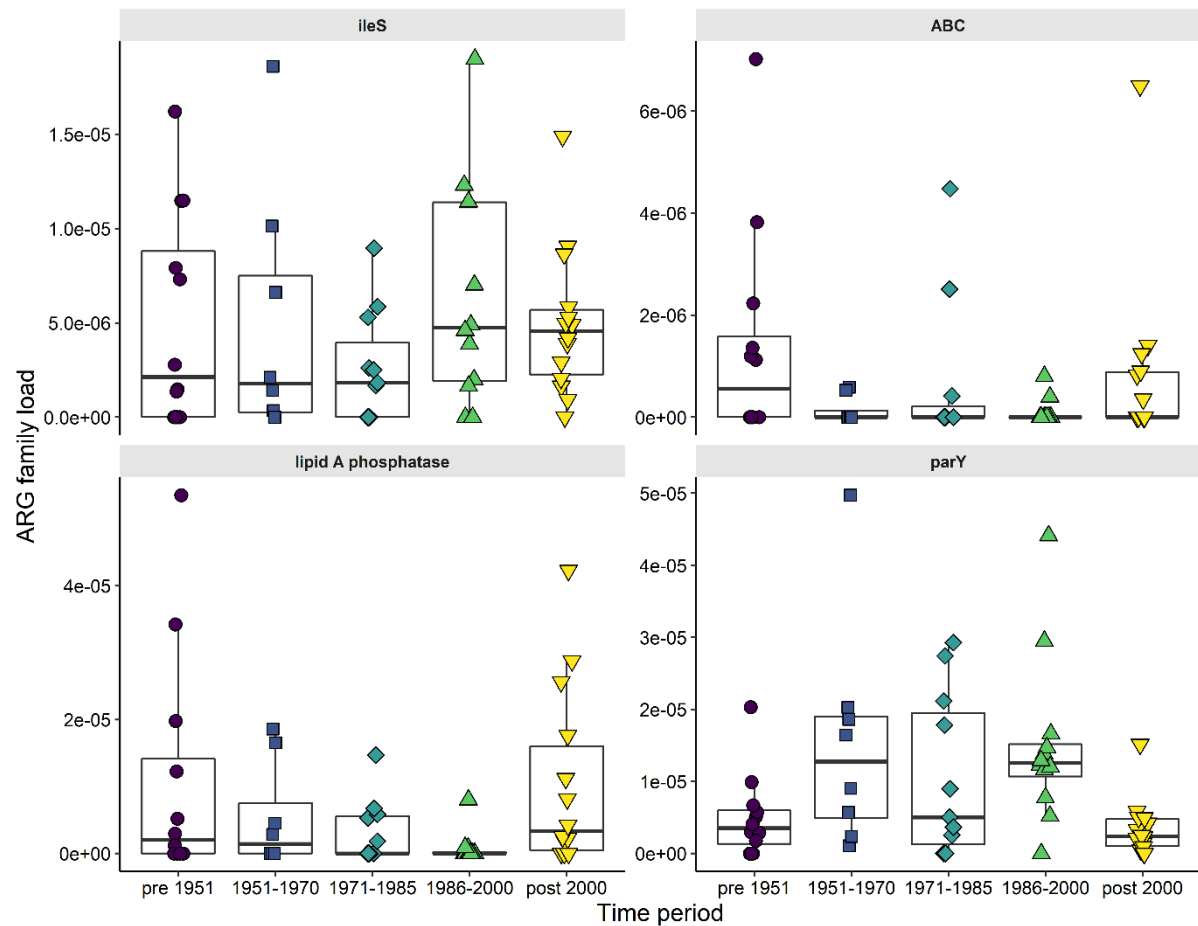 ileS
ABC
1.5e-05
1.0e-05
5.0e-06
0.0e+00
6e-06
4e-06
2e-06
0e+00
lipid A phosphatase
parY
4e-05
2e-05
0e+00
5e-05
4e-05
3e-05
2e-05
1e-05
0e+00
pre 1951 1951-1970 1971-1985 1986-2000 post 2000
pre 1951 1951-1970 1971-1985 1986-2000 post 2000
ARG family load
Time period